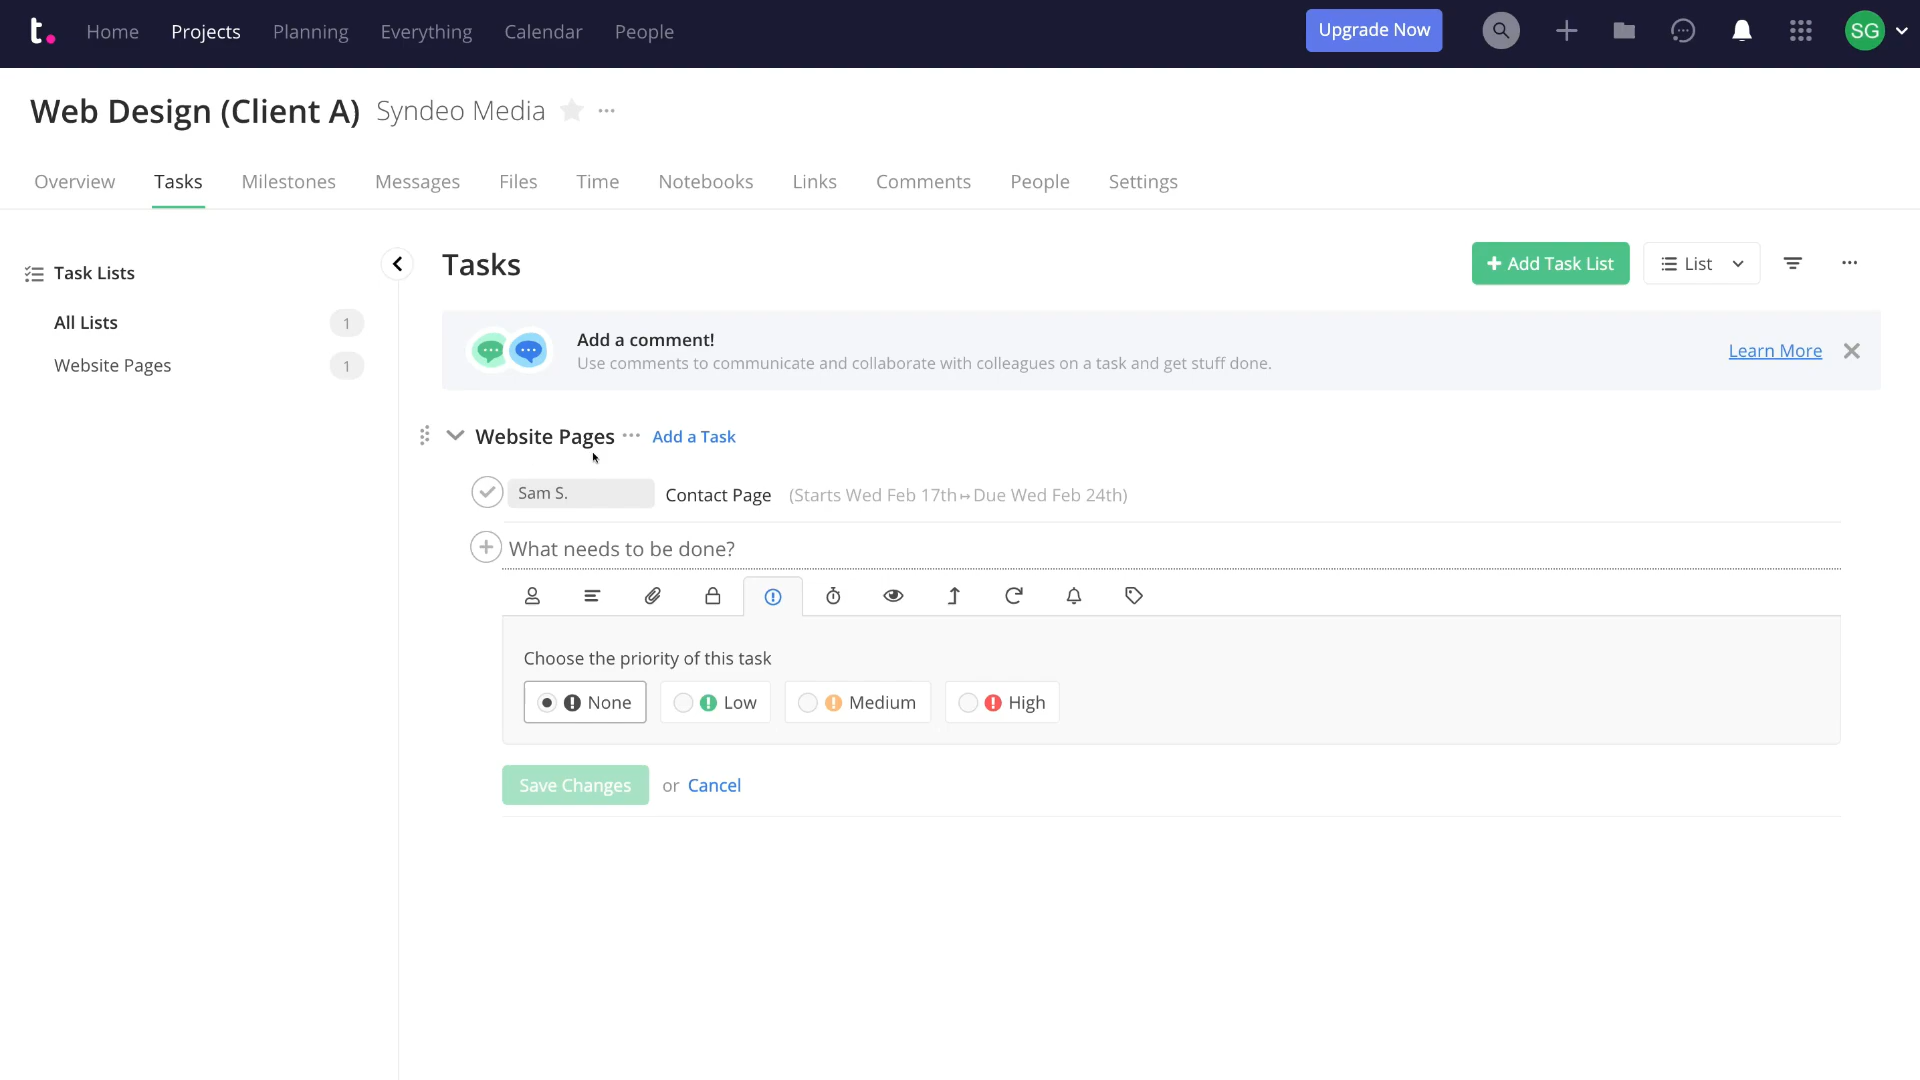 t.
Home
Projects
Planning
Everything
Calendar
People
Upgrade Now
SG
Web Design (Client A)
Syndeo Media
Overview
Tasks
Milestones
Messages
Files
Time
Notebooks
Links
Comments
People
Settings
Task Lists
All Lists
1
Website Pages
1
Tasks
Add Task List
List
Add a comment!
Use comments to communicate and collaborate with colleagues on a task and get stuff done.
Learn More
Website Pages
Add a Task
Sam S.
Contact Page
(Starts Wed Feb 17th ↦ Due Wed Feb 24th)
What needs to be done?
Choose the priority of this task
None
Low
Medium
High
Save Changes
or
Cancel